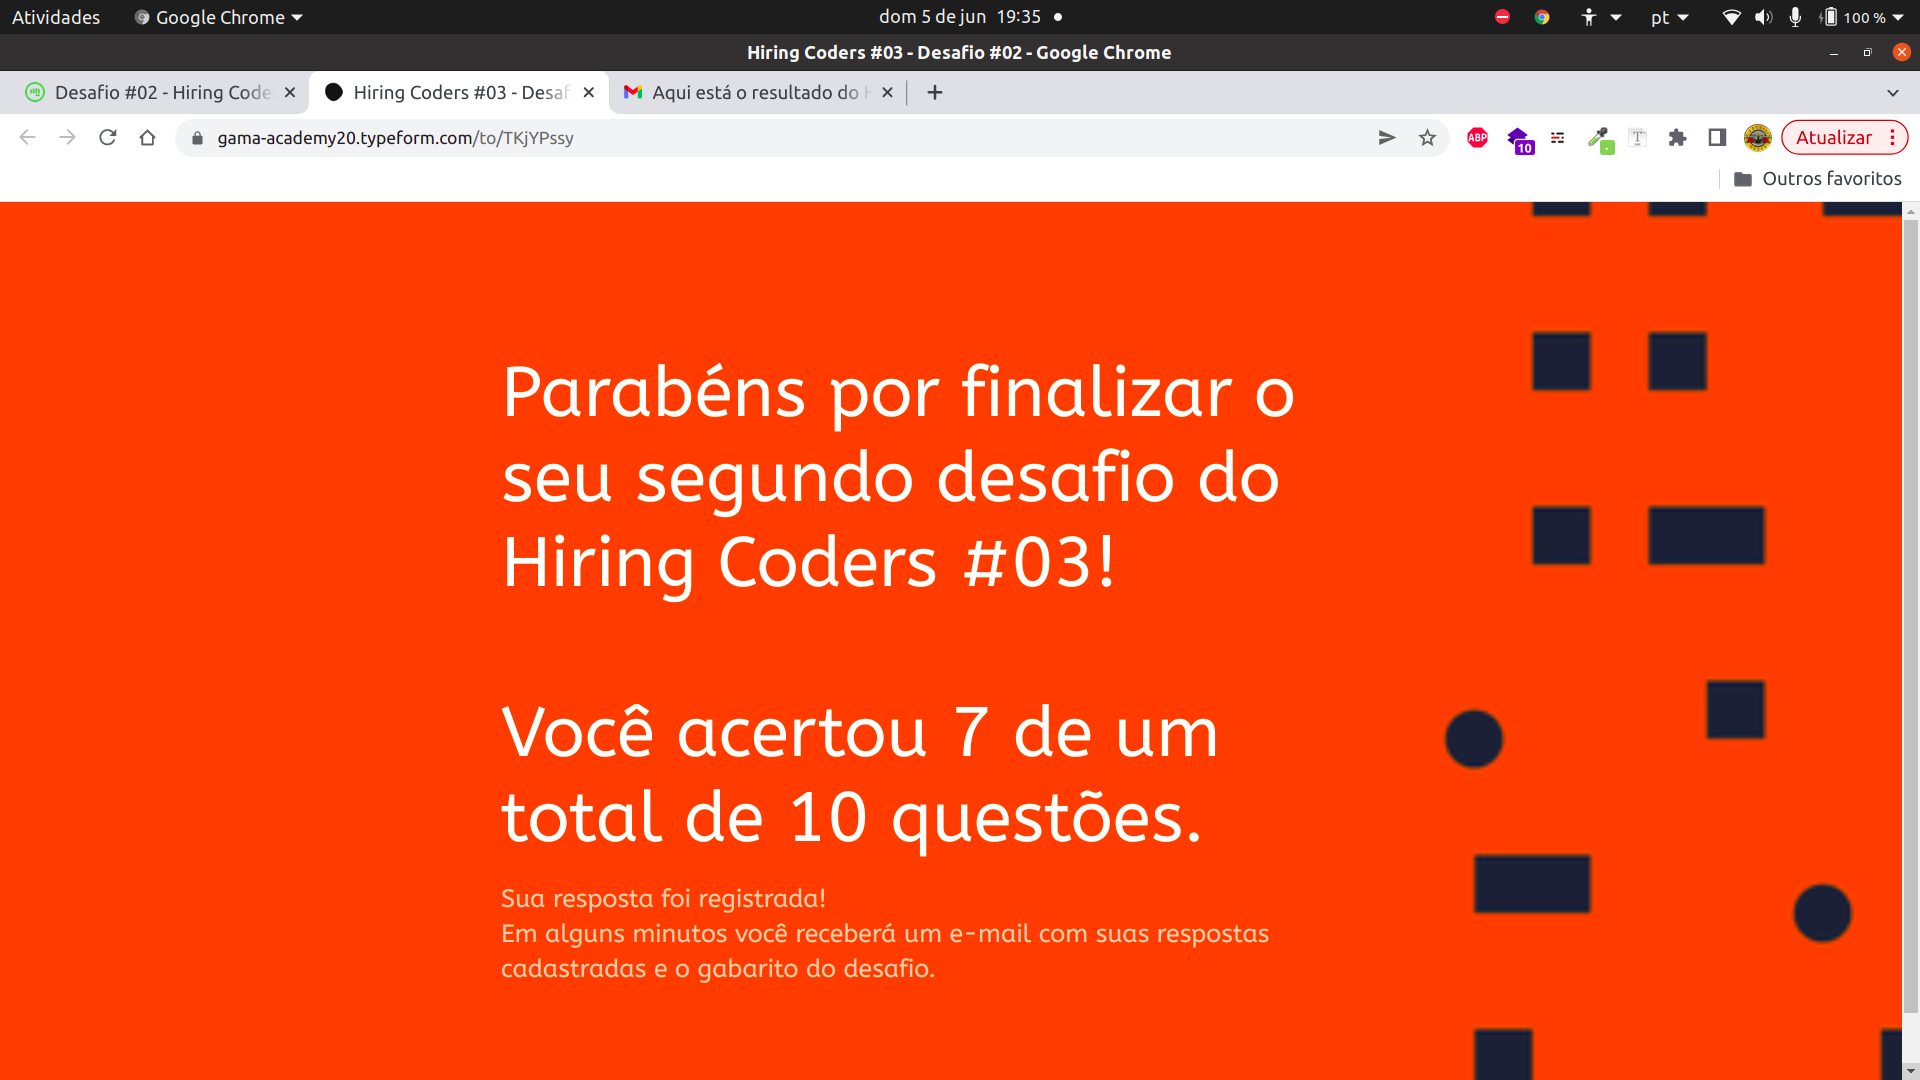 Atividades Google Chrome dom 5 de jun 19:35 pt 100 %
Hiring Coders #03 - Desafio #02 - Google Chrome
Desafio #02 - Hiring Code Hiring Coders #03 - Desaf Aqui está o resultado do H
gama-academy20.typeform.com/to/TKjYPssy ABP 10 T Atualizar
Outros favoritos
Parabéns por finalizar o
seu segundo desafio do
Hiring Coders #03!
Você acertou 7 de um
total de 10 questões.
Sua resposta foi registrada!
Em alguns minutos você receberá um e-mail com suas respostas
cadastradas e o gabarito do desafio.